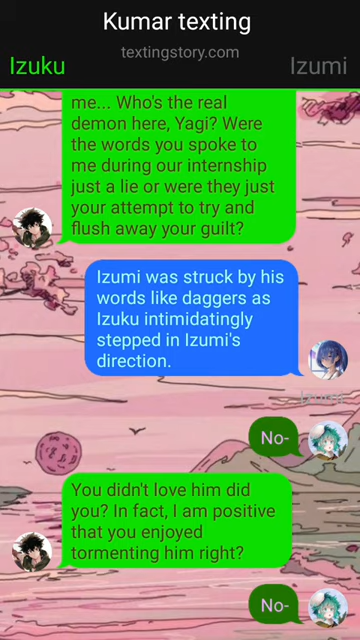 Kumar texting
textingstory.com
Izuku
Izumi
me... Who's the real
demon here, Yagi? Were
the words you spoke to
me during our internship
just a lie or were they just
your attempt to try and
flush away your guilt?
Izumi was struck by his
words like daggers as
Izuku intimidatingly
stepped in Izumi's
direction.
No-
You didn't love him did
you? In fact, I am positive
that you enjoyed
tormenting him right?
No-